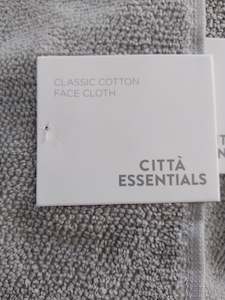 CLASSIC COTTON
FACE CLOTH
CITTÀ
ESSENTIALS